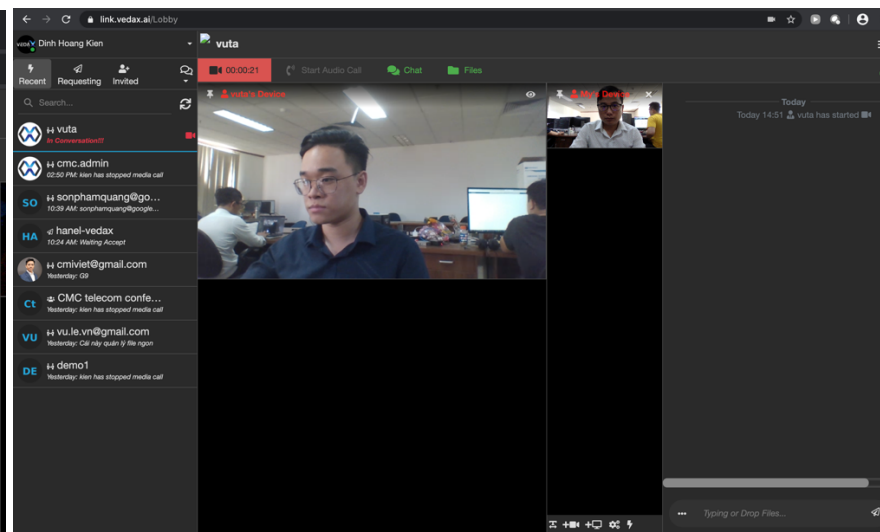 link.vedax.ai/Lobby
Dinh Hoang Kien
vuta
Recent
Requesting
Invited
00:00:21
Start Audio Call
Chat
Files
Search...
vuta
In Conversation!!!
cmc.admin
02:50 PM: kien has stopped media call
SO
sonphamquang@go...
10:39 AM: sonphamquang@google...
HA
hanel-vedax
10:24 AM: Waiting Accept
cmiviet@gmail.com
Yesterday: G9
Ct
CMC telecom confe...
Yesterday: kien has stopped media call
VU
vu.le.vn@gmail.com
Yesterday: Cái này quản lý file ngon
DE
demo1
Yesterday: kien has stopped media call
vuta's Device
My's Device
Today
Today 14:51 vuta has started
Typing or Drop Files...